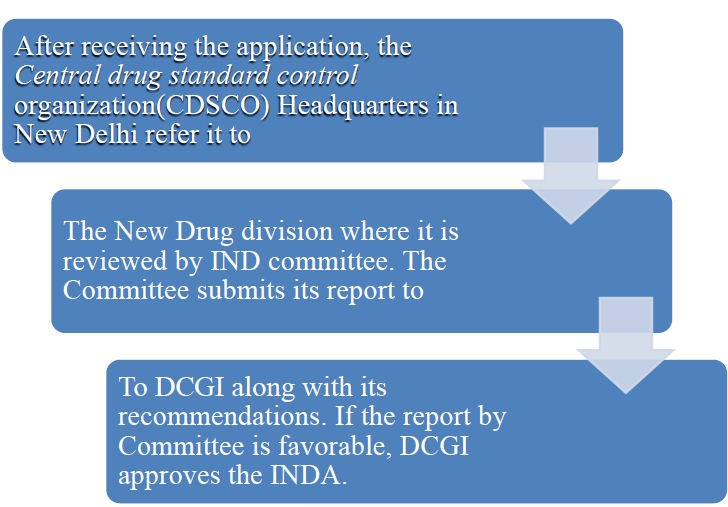 After receiving the application, the
Central drug standard control
organization(CDSCO) Headquarters in
New Delhi refer it to
The New Drug division where it is
reviewed by IND committee. The
Committee submits its report to
To DCGI along with its
recommendations. If the report by
Committee is favorable, DCGI
approves the INDA.